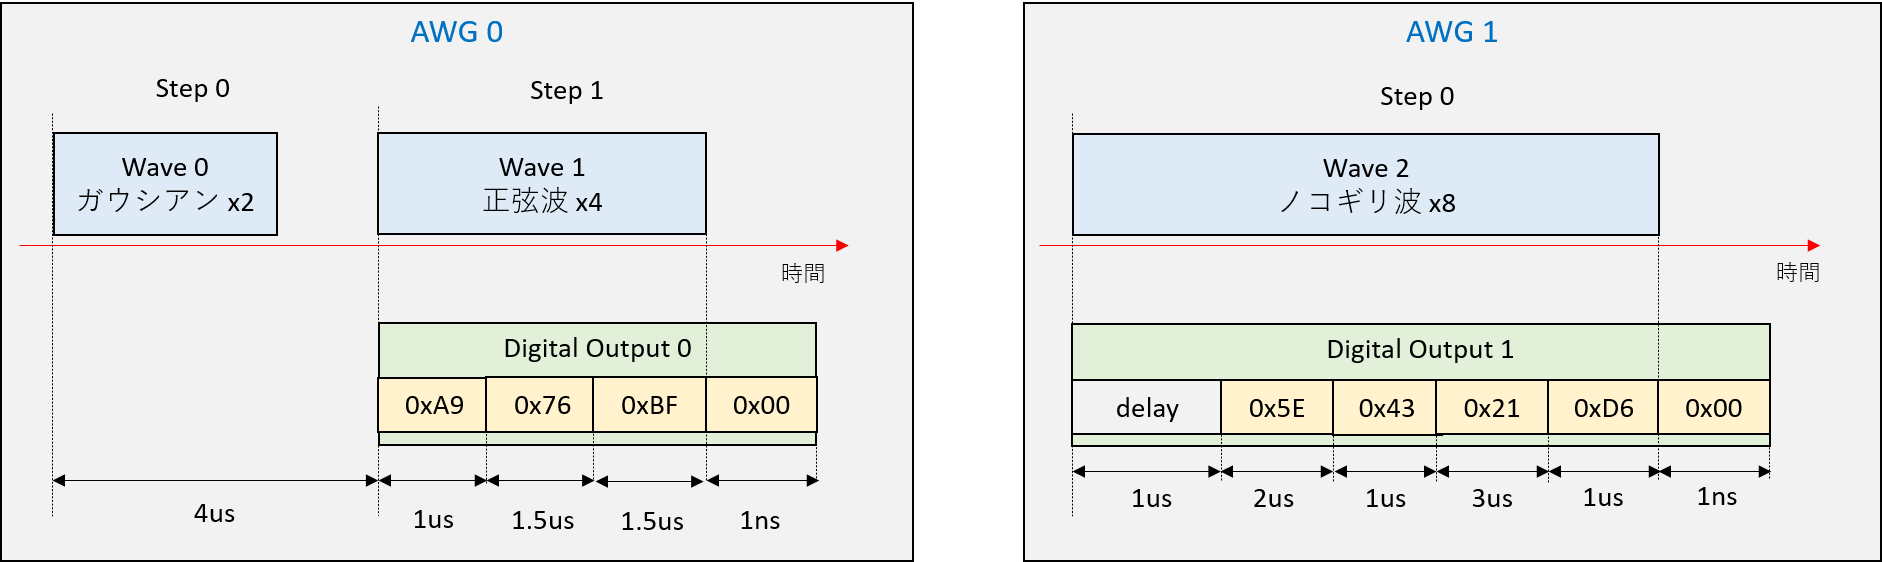 AWG 0
Step 0
Step 1
Wave 0
ガウシアン x2
Wave 1
正弦波 x4
時間
Digital Output 0
0xA9
0x76
0xBF
0x00
4us
1us
1.5us
1.5us
1ns
AWG 1
Step 0
Wave 2
ノコギリ波 x8
時間
Digital Output 1
delay
0x5E
0x43
0x21
0xD6
0x00
1us
2us
1us
3us
1us
1ns